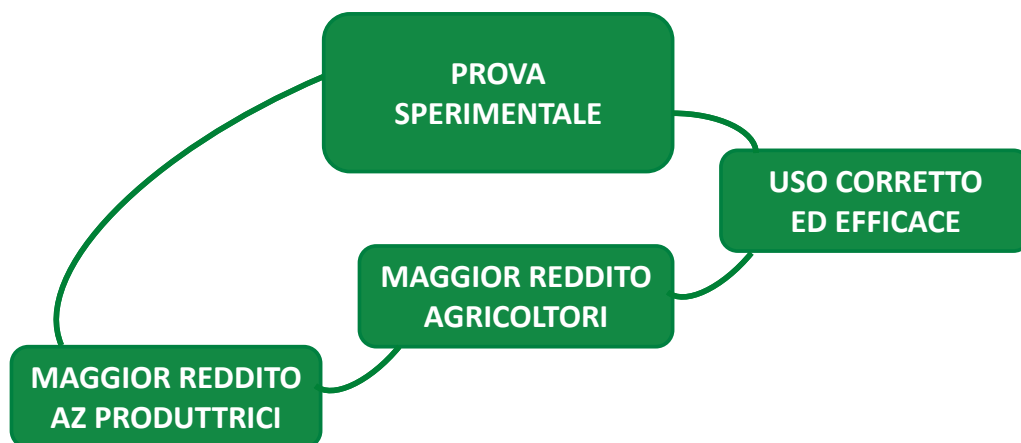 PROVA
SPERIMENTALE
USO CORRETTO
ED EFFICACE
MAGGIOR REDDITO
AGRICOLTORI
MAGGIOR REDDITO
AZ PRODUTTRICI